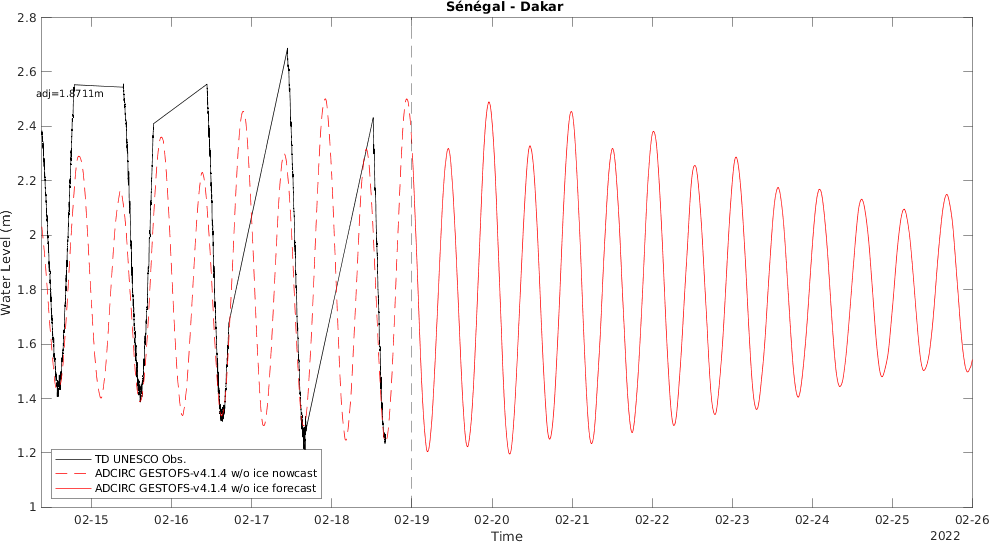 Sénégal - Dakar
2.8
2.6
adj=1.8711m
2.4
2.2
2
1.8
1.6
1.4
1.2
1
Water Level (m)
TD UNESCO Obs.
ADCIRC GESTOFS-v4.1.4 w/o ice nowcast
ADCIRC GESTOFS-v4.1.4 w/o ice forecast
02-15 02-16 02-17 02-18 02-19 02-20 02-21 02-22 02-23 02-24 02-25 02-26
Time
2022